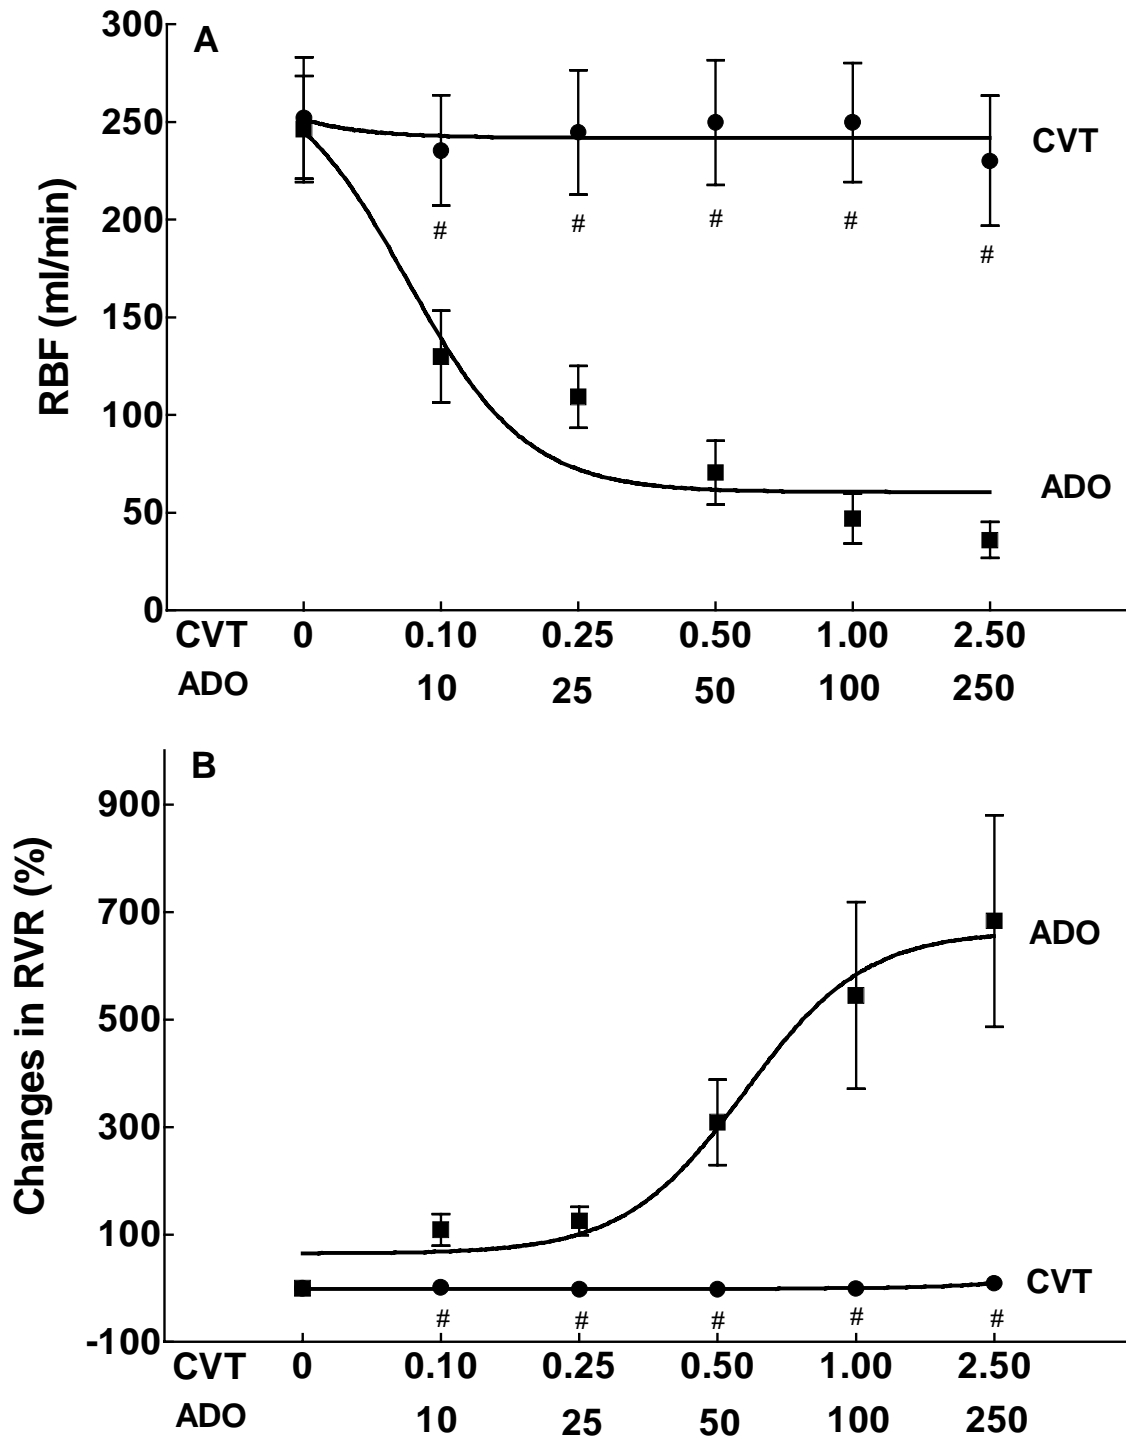 A
300
250
200
150
100
50
0
RBF (ml/min)
CVT
ADO
# # # # #
CVT 0 0.10 0.25 0.50 1.00 2.50
ADO 10 25 50 100 250
B
900
700
500
300
100
-100
Changes in RVR (%)
ADO
CVT
# # # # #
CVT 0 0.10 0.25 0.50 1.00 2.50
ADO 10 25 50 100 250